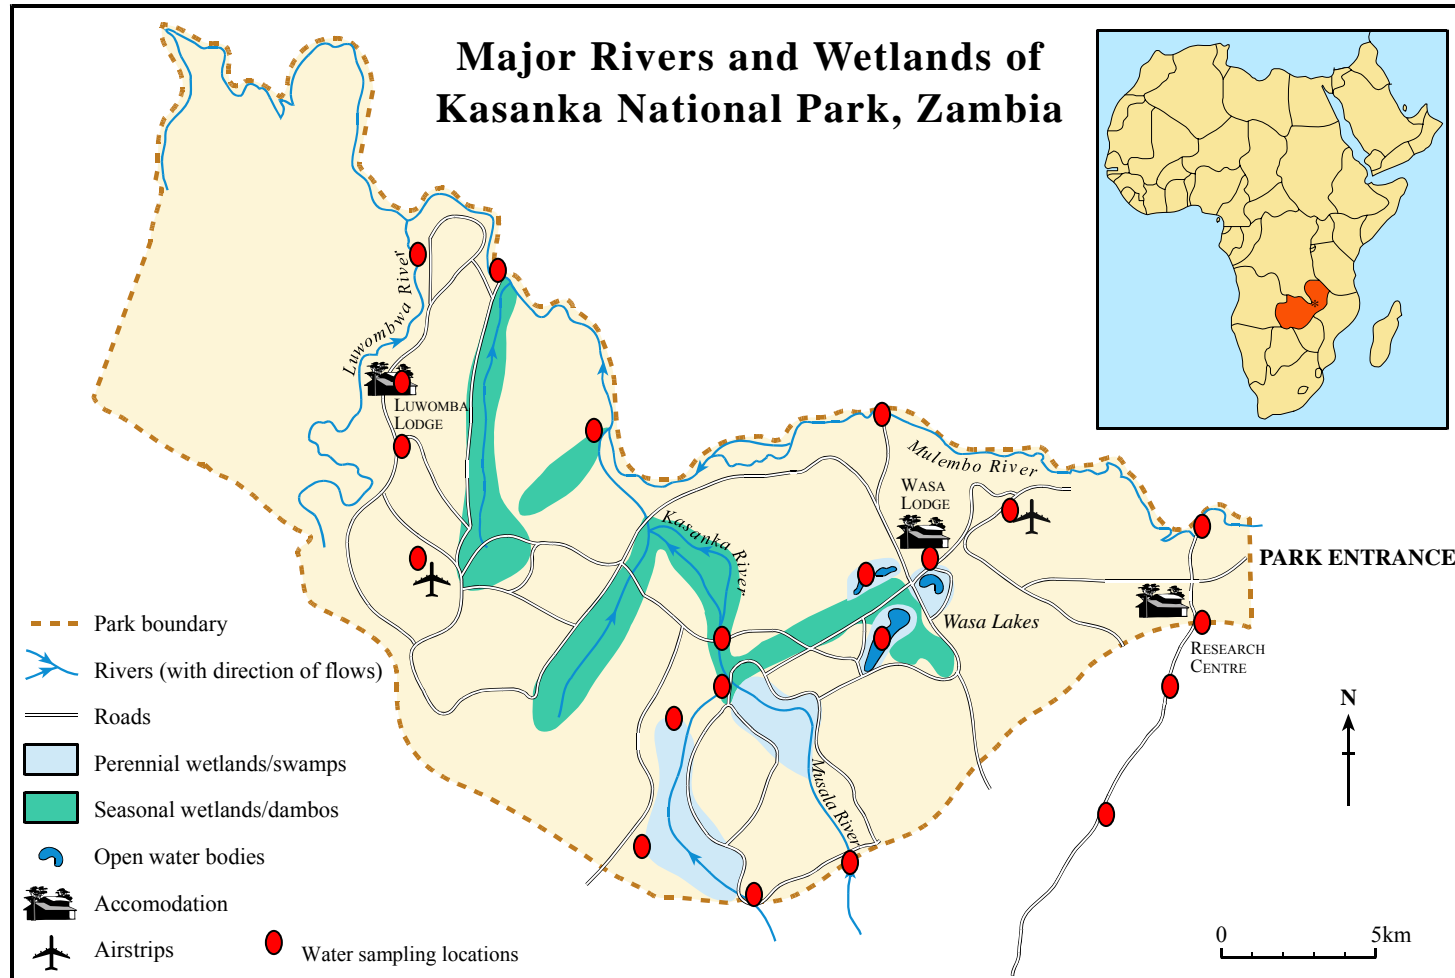 Major Rivers and Wetlands of
Kasanka National Park, Zambia
Luwombwa River
LUWOMBA
LODGE
Kasanka River
Mulembo River
WASA
LODGE
PARK ENTRANCE
Wasa Lakes
RESEARCH
CENTRE
Musala River
N
0 5km
Park boundary
Rivers (with direction of flows)
Roads
Perennial wetlands/swamps
Seasonal wetlands/dambos
Open water bodies
Accomodation
Airstrips
Water sampling locations
*